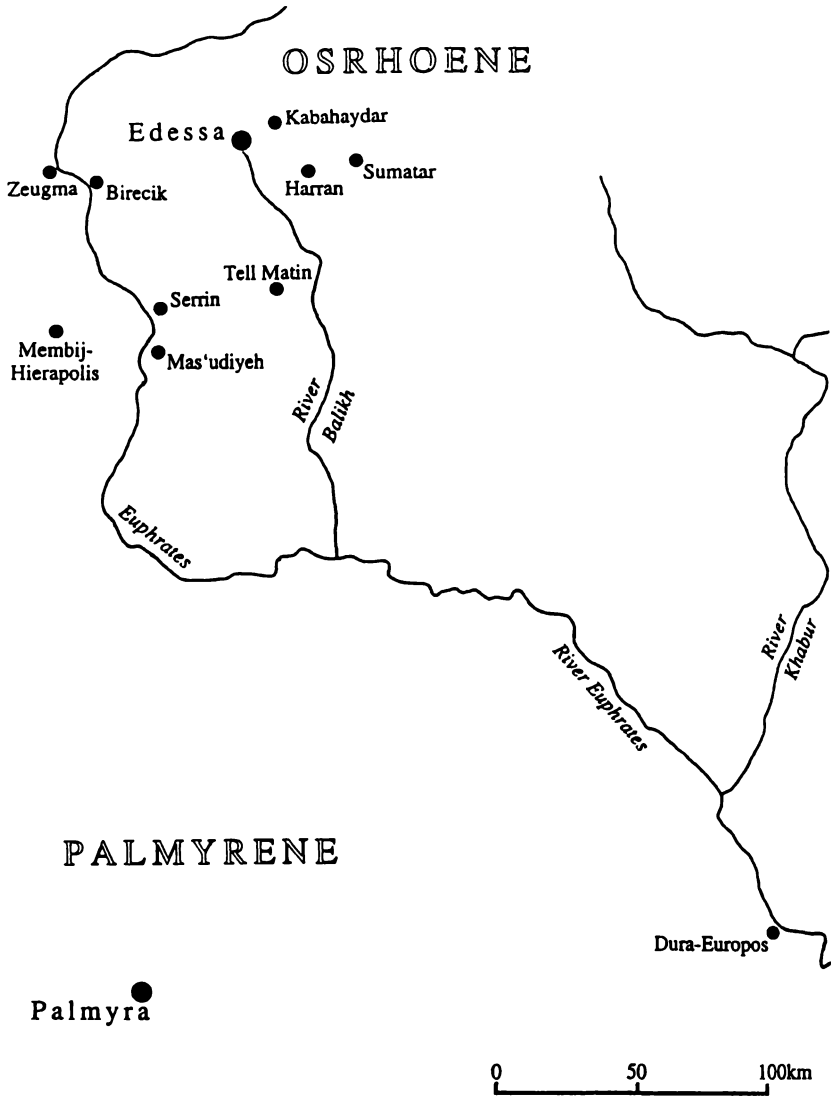 OSRHOENE
Kabahaydar
Edessa
Sumatar
Harran
Zeugma
Birecik
Tell Matin
Serrin
Membij-
Hierapolis
Mas‘udiyeh
River
Balikh
Euphrates
River
Khabur
River Euphrates
PALMYRENE
Dura-Europos
Palmyra
0 50 100km